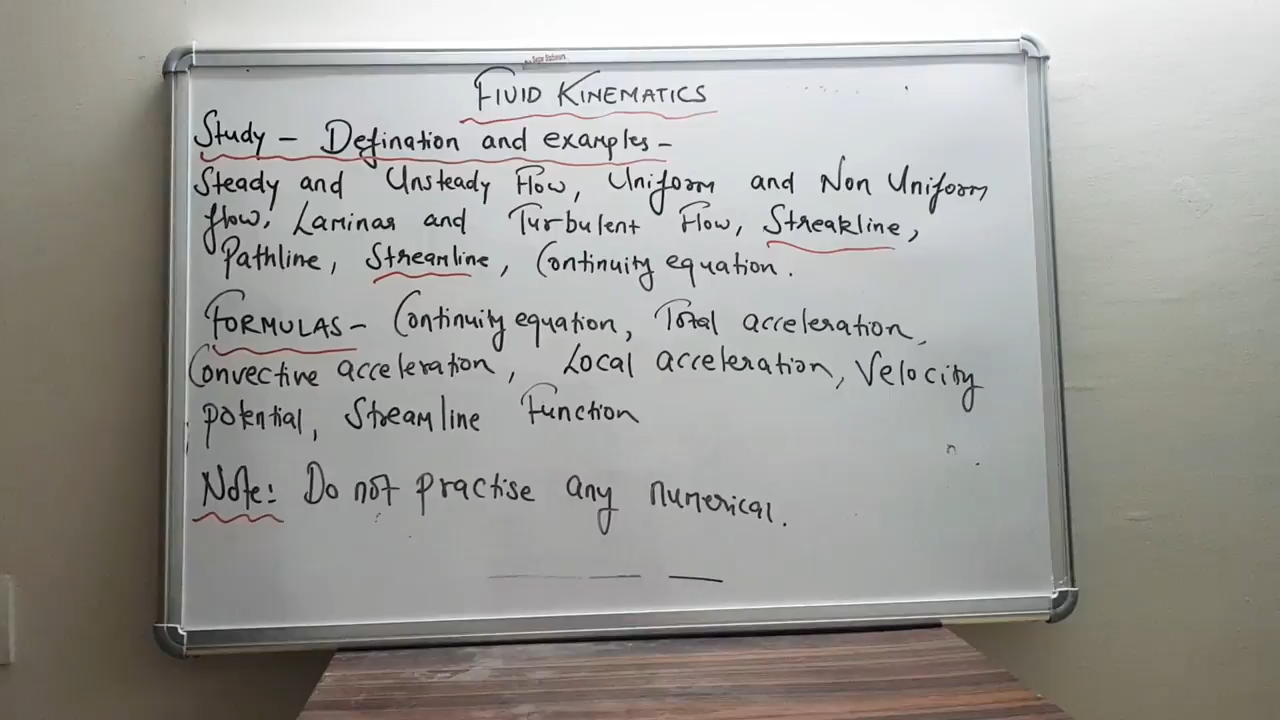 FLUID KINEMATICS
Study - Defination and examples -
Steady and Unsteady Flow, Uniform and Non Uniform
flow, Laminar and Turbulent Flow, Streakline,
Pathline, Streamline, Continuity equation.
FORMULAS - Continuity equation, Total acceleration,
Convective acceleration, Local acceleration, Velocity
potential, Streamline Function
Note: Do not practise any numerical.